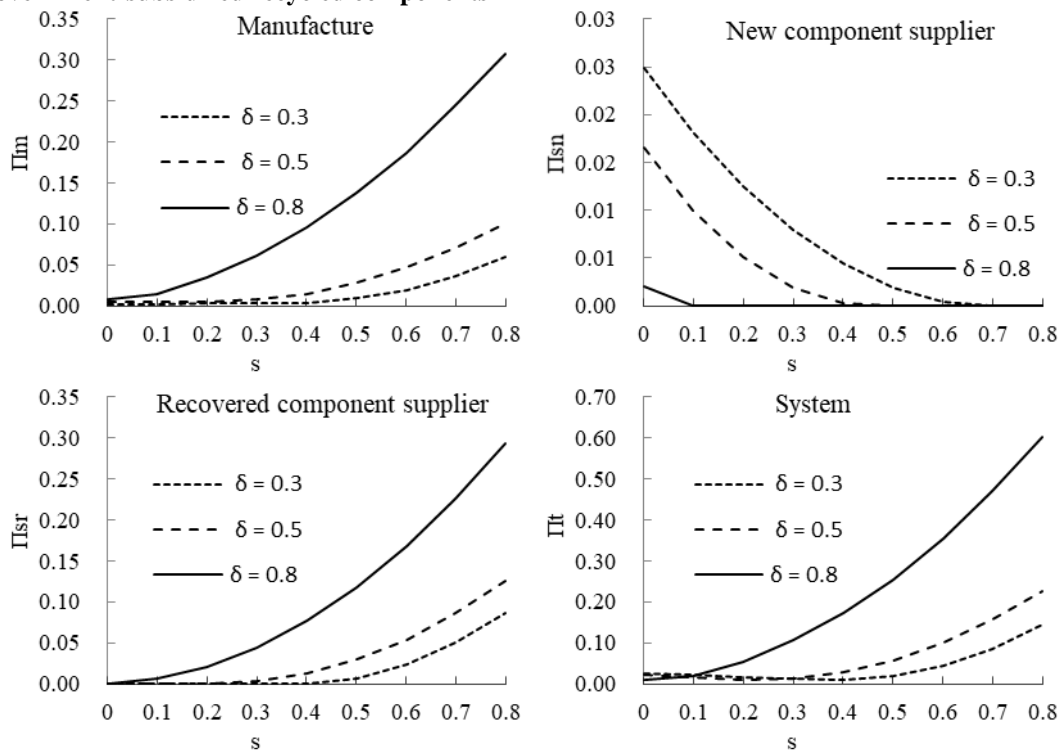 Manufacture
0.35
0.30
0.25
0.20
0.15
0.10
0.05
0.00
Πm
δ = 0.3
δ = 0.5
δ = 0.8
0 0.1 0.2 0.3 0.4 0.5 0.6 0.7 0.8
s
New component supplier
0.03
0.03
0.02
0.02
0.01
0.01
0.00
Πsn
δ = 0.3
δ = 0.5
δ = 0.8
0 0.1 0.2 0.3 0.4 0.5 0.6 0.7 0.8
s
Recovered component supplier
0.35
0.30
0.25
0.20
0.15
0.10
0.05
0.00
Πsr
δ = 0.3
δ = 0.5
δ = 0.8
0 0.1 0.2 0.3 0.4 0.5 0.6 0.7 0.8
s
System
0.70
0.60
0.50
0.40
0.30
0.20
0.10
0.00
Πt
δ = 0.3
δ = 0.5
δ = 0.8
0 0.1 0.2 0.3 0.4 0.5 0.6 0.7 0.8
s